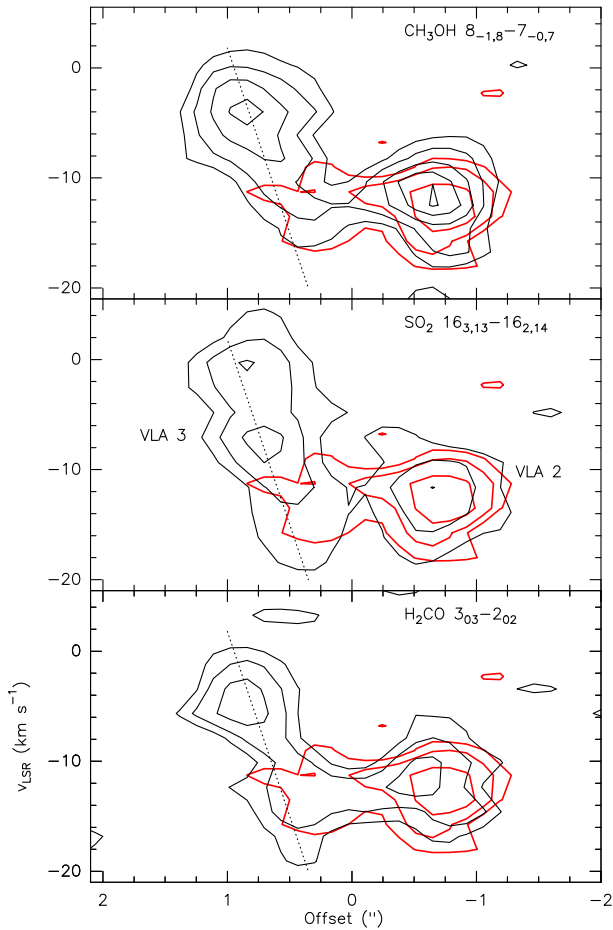 CH₃OH 8₋₁,₈−7₋₀,₇
0
−10
−20
SO₂ 16₃,₁₃−16₂,₁₄
0
VLA 3
VLA 2
−10
−20
H₂CO 3₀₃−2₀₂
0
−10
−20
v_LSR (km s⁻¹)
2 1 0 −1 −2
Offset (")